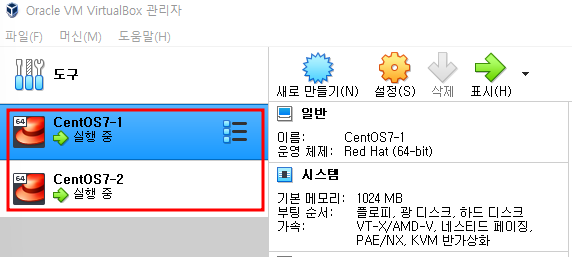 Oracle VM VirtualBox 관리자
파일(F) 머신(M) 도움말(H)
도구
새로 만들기(N) 설정(S) 삭제 표시(H)
64
CentOS7-1
실행 중
64
CentOS7-2
실행 중
일반
이름: CentOS7-1
운영 체제: Red Hat (64-bit)
시스템
기본 메모리: 1024 MB
부팅 순서: 플로피, 광 디스크, 하드 디스크
가속: VT-x/AMD-V, 네스티드 페이징,
PAE/NX, KVM 반가상화